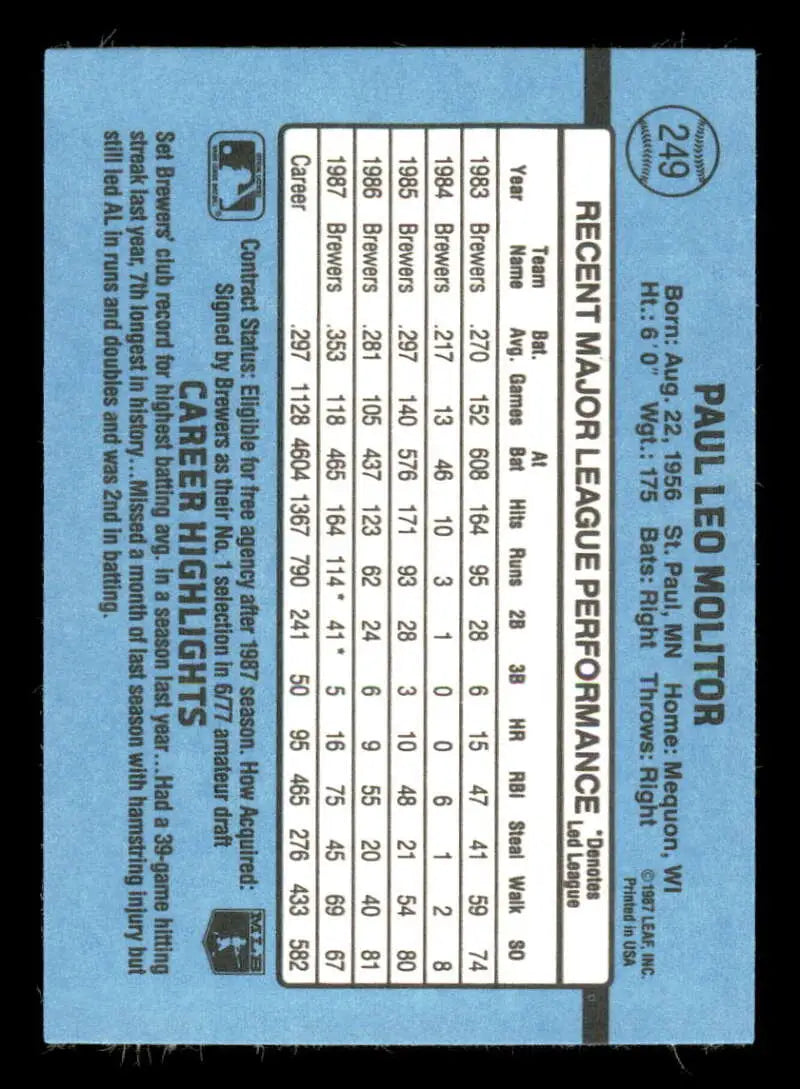 249
PAUL LEO MOLITOR
Born: Aug. 22, 1956 St. Paul, MN Home: Mequon, WI
Ht.: 6' 0" Wgt.: 175 Bats: Right Throws: Right
©1987 LEAF, INC.
Printed in USA
RECENT MAJOR LEAGUE PERFORMANCE *Denotes Led League
Year Team Name Bat. Avg. Games At Bat Hits Runs 2B 3B HR RBI Steal Walk SO
1983 Brewers .270 152 608 164 95 28 6 15 47 41 59 74
1984 Brewers .217 13 46 10 3 1 0 0 6 1 2 8
1985 Brewers .297 140 576 171 93 28 3 10 48 21 54 80
1986 Brewers .281 105 437 123 62 24 6 9 55 20 40 81
1987 Brewers .353 118 465 164 114* 41* 5 16 75 45 69 67
Career .297 1128 4604 1367 790 241 50 95 465 276 433 582
Contract Status: Eligible for free agency after 1987 season. How Acquired:
Signed by Brewers as their No. 1 selection in 6/77 amateur draft
MLB
CAREER HIGHLIGHTS
Set Brewers' club record for highest batting avg. in a season last year...Had a 39-game hitting
streak last year, 7th longest in history...Missed a month of last season with hamstring injury but
still led AL in runs and doubles and was 2nd in batting.